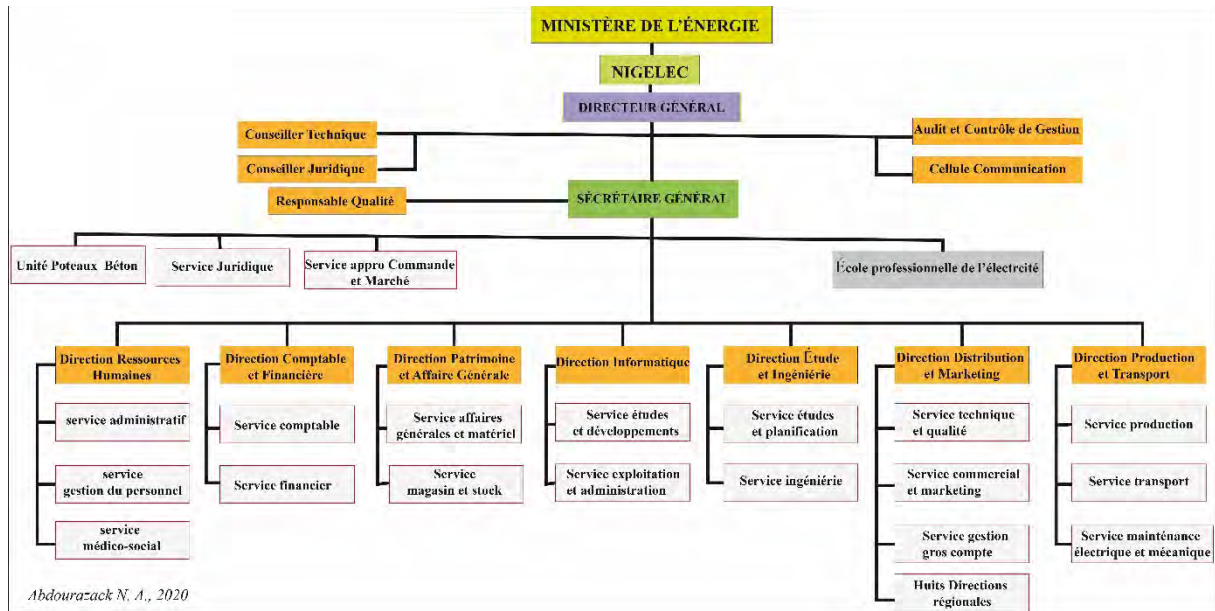 MINISTÈRE DE L'ÉNERGIE
NIGELEC
DIRECTEUR GÉNÉRAL
Conseiller Technique
Audit et Contrôle de Gestion
Conseiller Juridique
Cellule Communication
Responsable Qualité
SÉCRÉTAIRE GÉNÉRAL
Unité Poteaux Béton
Service Juridique
Service appro Commande
et Marché
École professionnelle de l'électrcité
Direction Ressources
Humaines
Direction Comptable
et Financière
Direction Patrimoine
et Affaire Générale
Direction Informatique
Direction Étude
et Ingéniérie
Direction Distribution
et Marketing
Direction Production
et Transport
service administratif
Service comptable
Service affaires
générales et matériel
Service études
et développements
Service études
et planification
Service technique
et qualité
Service production
service
gestion du personnel
Service financier
Service
magasin et stock
Service exploitation
et administration
Service ingéniérie
Service commercial
et marketing
Service transport
service
médico-social
Service gestion
gros compte
Service mainténance
électrique et mécanique
Huits Directions
régionales
Abdourazack N. A., 2020